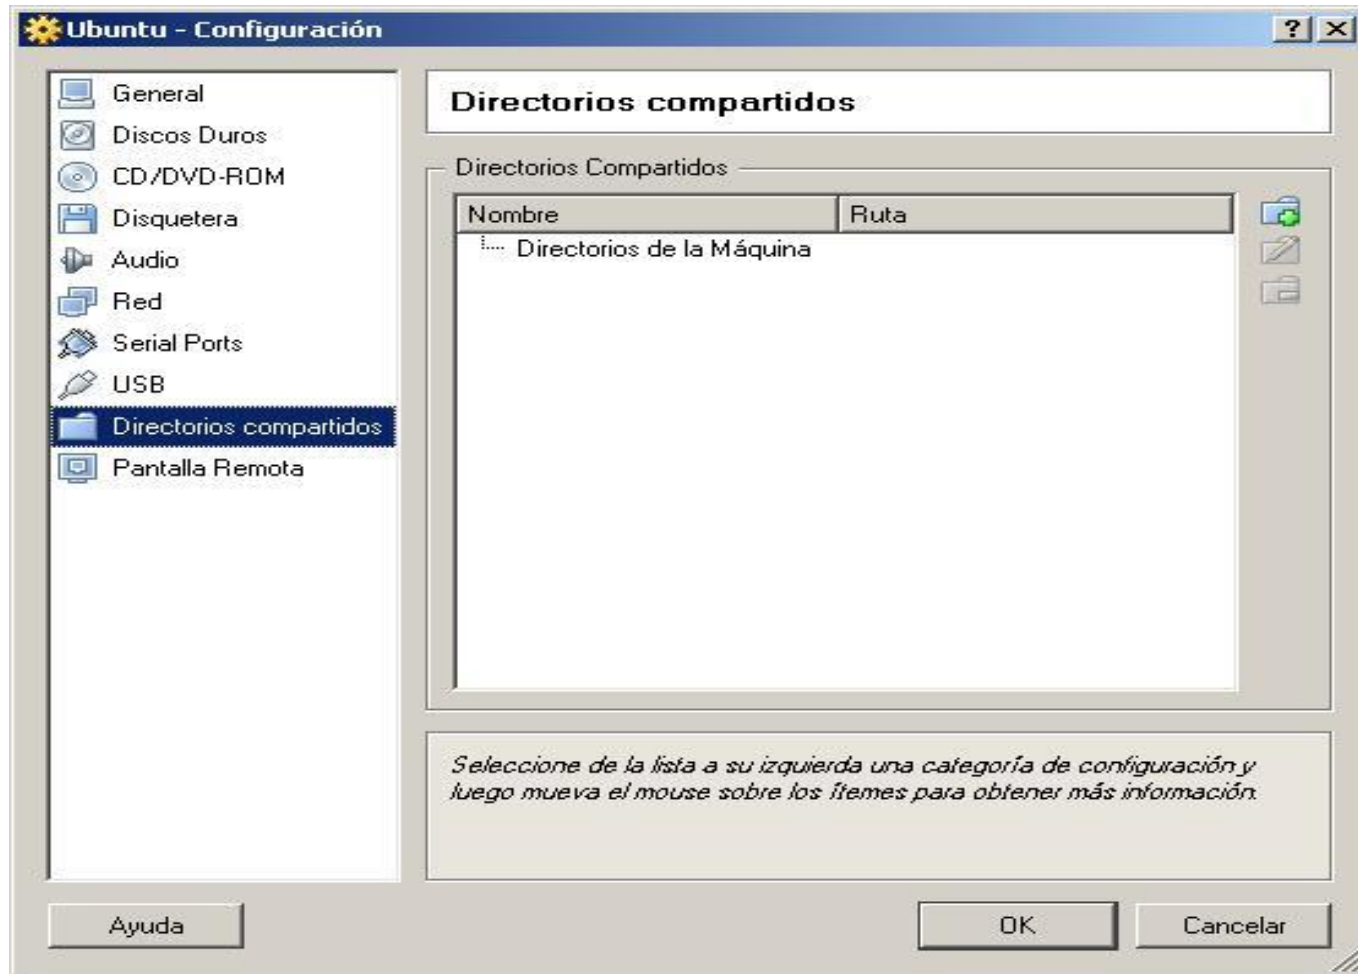 Ubuntu - Configuración
General
Discos Duros
CD/DVD-ROM
Disquetera
Audio
Red
Serial Ports
USB
Directorios compartidos
Pantalla Remota
Directorios compartidos
Directorios Compartidos
Nombre Ruta
Directorios de la Máquina
Seleccione de la lista a su izquierda una categoría de configuración y
luego mueva el mouse sobre los ítemes para obtener más información.
Ayuda OK Cancelar